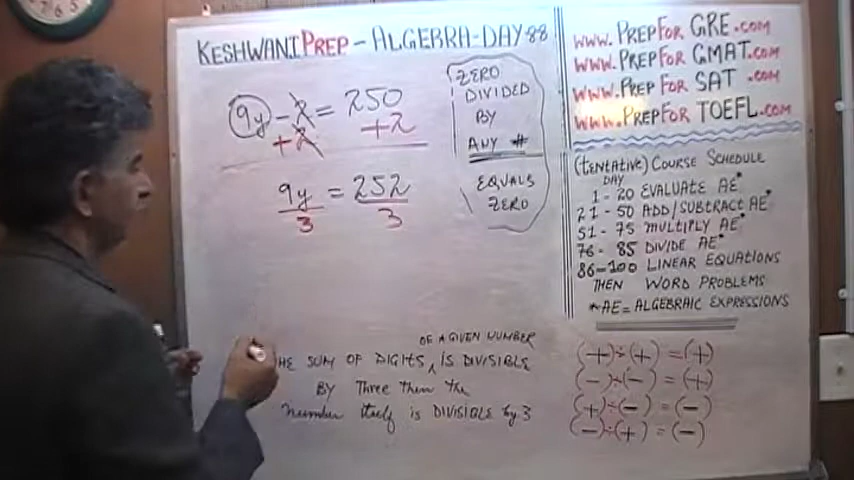 KESHWANIPREP - ALGEBRA - DAY-88
9y - 2 = 250
+2 +2
9y = 252
3 3
ZERO
DIVIDED
BY
ANY #
EQUALS
ZERO
THE SUM OF DIGITS, IS DIVISIBLE
OF A GIVEN NUMBER
BY Three then the
number itself is DIVISIBLE by 3
www.PREPFOR GRE.com
www.PREPFOR GMAT.com
www.PREPFOR SAT.com
www.PREPFOR TOEFL.com
(TENTATIVE) COURSE SCHEDULE
DAY
1 - 20 EVALUATE AE*
21 - 50 ADD/SUBTRACT AE*
51 - 75 MULTIPLY AE*
76 - 85 DIVIDE AE*
86-100 LINEAR EQUATIONS
THEN WORD PROBLEMS
*AE = ALGEBRAIC EXPRESSIONS
(+)÷(+) = (+)
(-)÷(-) = (+)
(+)÷(-) = (-)
(-)÷(+) = (-)